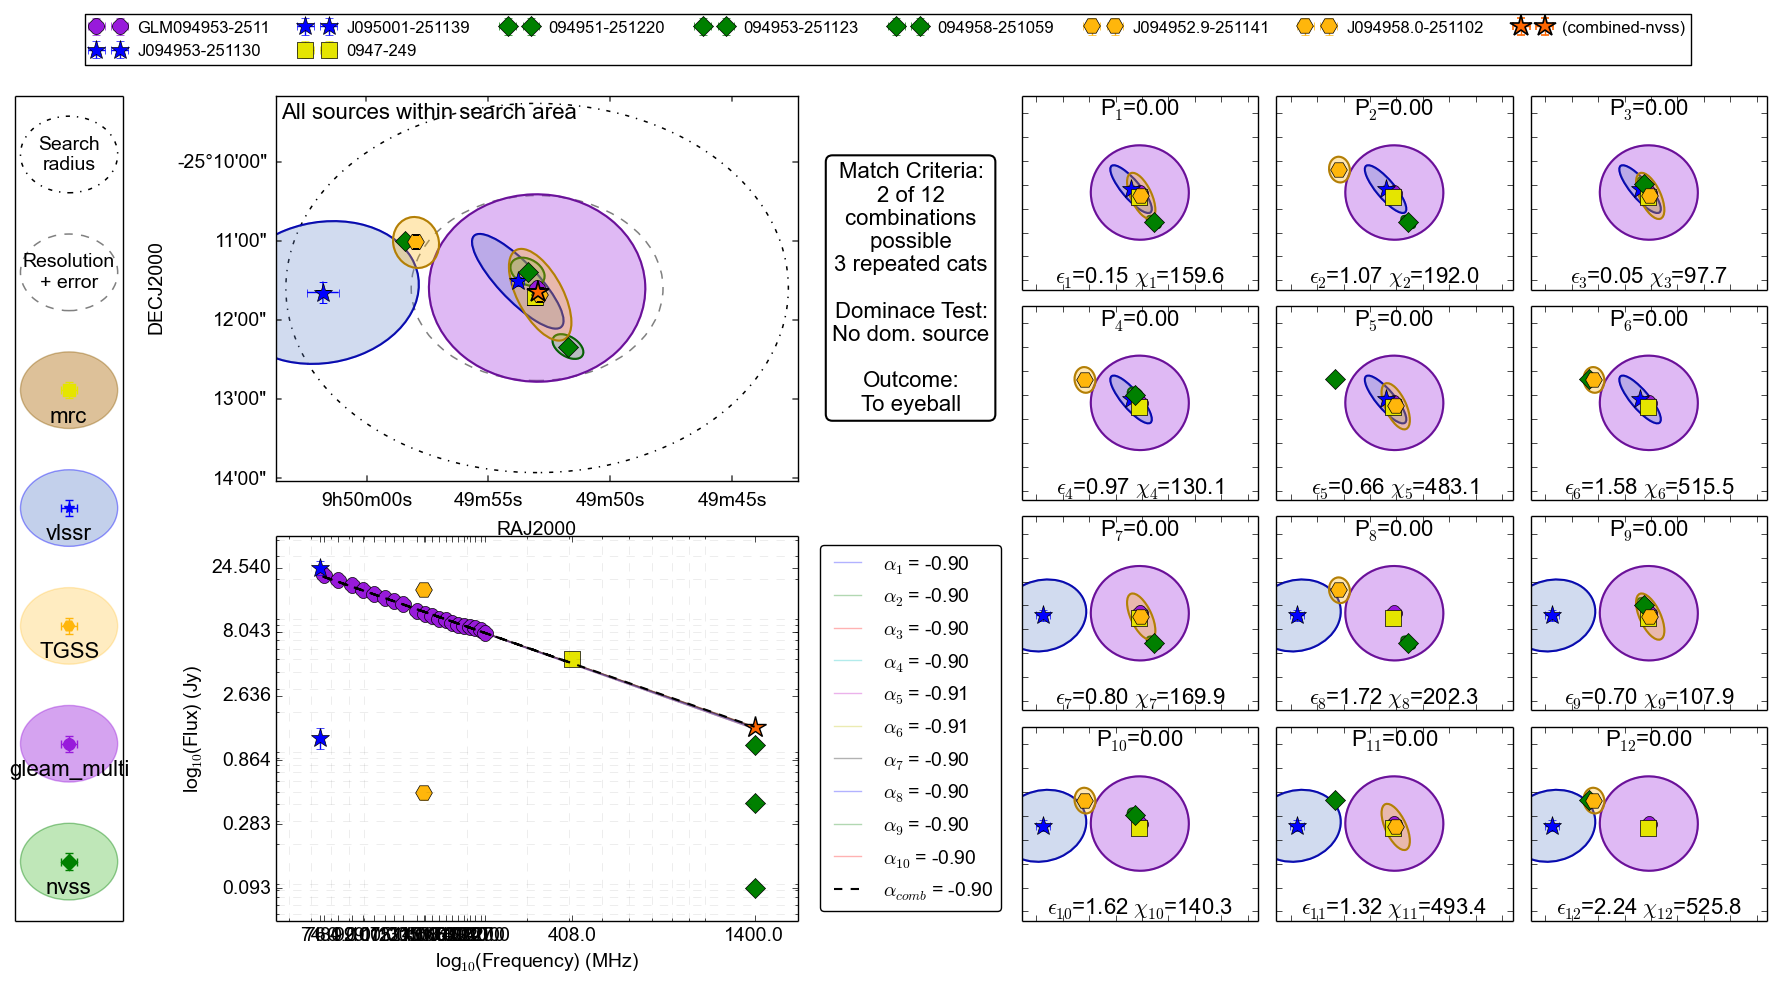 GLM094953-2511 J095001-251139 094951-251220 094953-251123 094958-251059 J094952.9-251141 J094958.0-251102 (combined-nvss)
J094953-251130 0947-249
Search
radius
Resolution
+ error
mrc
vlssr
TGSS
gleam_multi
nvss
All sources within search area
DECJ2000
-25°10'00"
11'00"
12'00"
13'00"
14'00"
9h50m00s 49m55s 49m50s 49m45s
RAJ2000
Match Criteria:
2 of 12
combinations
possible
3 repeated cats
Dominace Test:
No dom. source
Outcome:
To eyeball
log10(Flux) (Jy)
24.540
8.043
2.636
0.864
0.283
0.093
408.0 1400.0
log10(Frequency) (MHz)
α1 = -0.90
α2 = -0.90
α3 = -0.90
α4 = -0.90
α5 = -0.91
α6 = -0.91
α7 = -0.90
α8 = -0.90
α9 = -0.90
α10 = -0.90
αcomb = -0.90
P1=0.00
ϵ1=0.15 χ1=159.6
P2=0.00
ϵ2=1.07 χ2=192.0
P3=0.00
ϵ3=0.05 χ3=97.7
P4=0.00
ϵ4=0.97 χ4=130.1
P5=0.00
ϵ5=0.66 χ5=483.1
P6=0.00
ϵ6=1.58 χ6=515.5
P7=0.00
ϵ7=0.80 χ7=169.9
P8=0.00
ϵ8=1.72 χ8=202.3
P9=0.00
ϵ9=0.70 χ9=107.9
P10=0.00
ϵ10=1.62 χ10=140.3
P11=0.00
ϵ11=1.32 χ11=493.4
P12=0.00
ϵ12=2.24 χ12=525.8